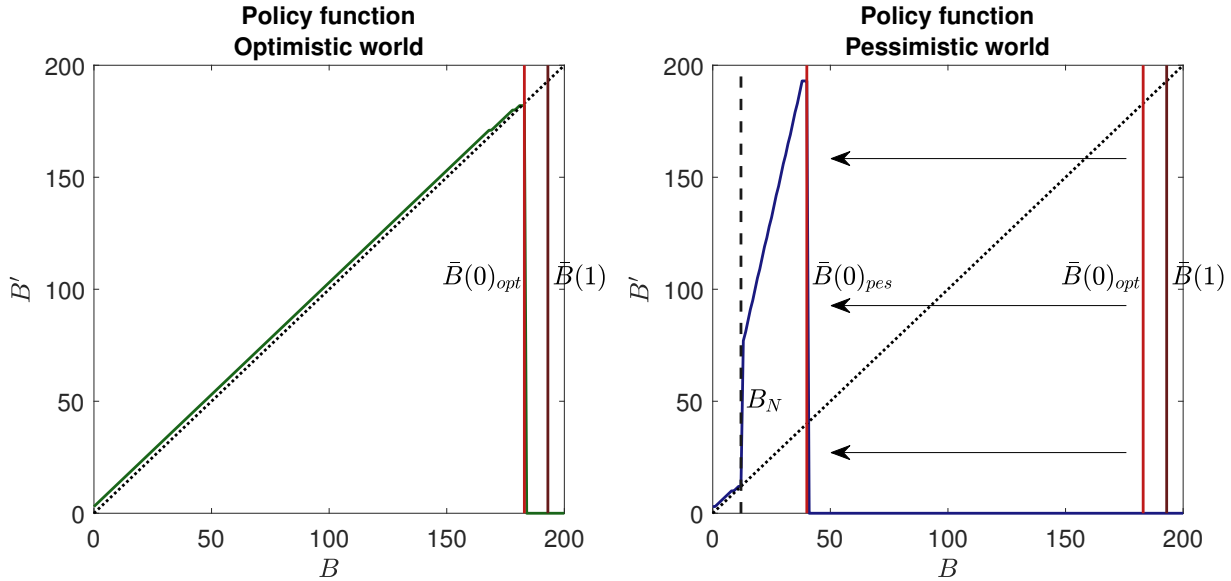 Policy function
Optimistic world
200
150
100
50
0
B′
B̄(0)opt
B̄(1)
0
50
100
150
200
B
Policy function
Pessimistic world
200
150
100
50
0
B′
B_N
B̄(0)pes
B̄(0)opt
B̄(1)
0
50
100
150
200
B